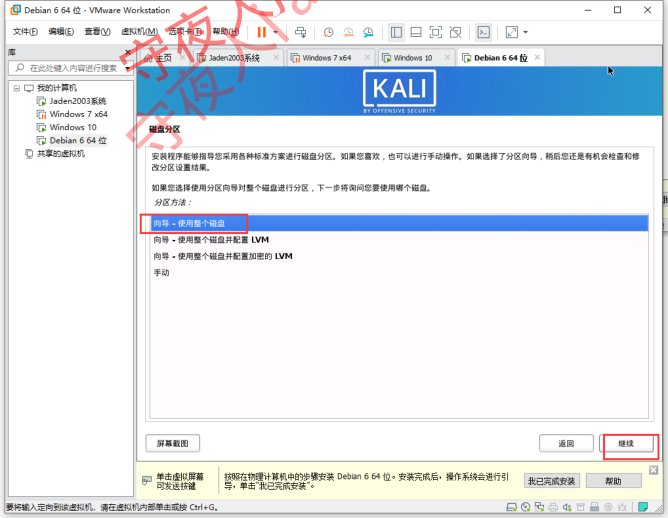 Debian 6 64 位 - VMware Workstation
文件(F) 编辑(E) 查看(V) 虚拟机(M) 选项卡(T) 帮助(H)
库
在此处键入内容进行搜索
我的计算机
Jaden2003系统
Windows 7 x64
Windows 10
Debian 6 64 位
共享的虚拟机
主页 Jaden2003系统 Windows 7 x64 Windows 10 Debian 6 64 位
守夜人
守夜人
KALI
BY OFFENSIVE SECURITY
磁盘分区
安装程序能够指导您采用各种标准方案进行磁盘分区。如果您喜欢，也可以进行手动操作。如果选择了分区向导，稍后您还是有机会检查和修
改分区设置结果。
如果您选择使用分区向导对整个磁盘进行分区，下一步将询问您要使用哪个磁盘。
分区方法：
向导 - 使用整个磁盘
向导 - 使用整个磁盘并配置 LVM
向导 - 使用整个磁盘并配置加密的 LVM
手动
屏幕截图 返回 继续
单击虚拟屏幕
可发送按键
按照在物理计算机中的步骤安装 Debian 6 64 位。安装完成后，操作系统会进行引
导，单击"我已完成安装"。
我已完成安装 帮助
要将输入定向到该虚拟机，请在虚拟机内部单击或按 Ctrl+G。